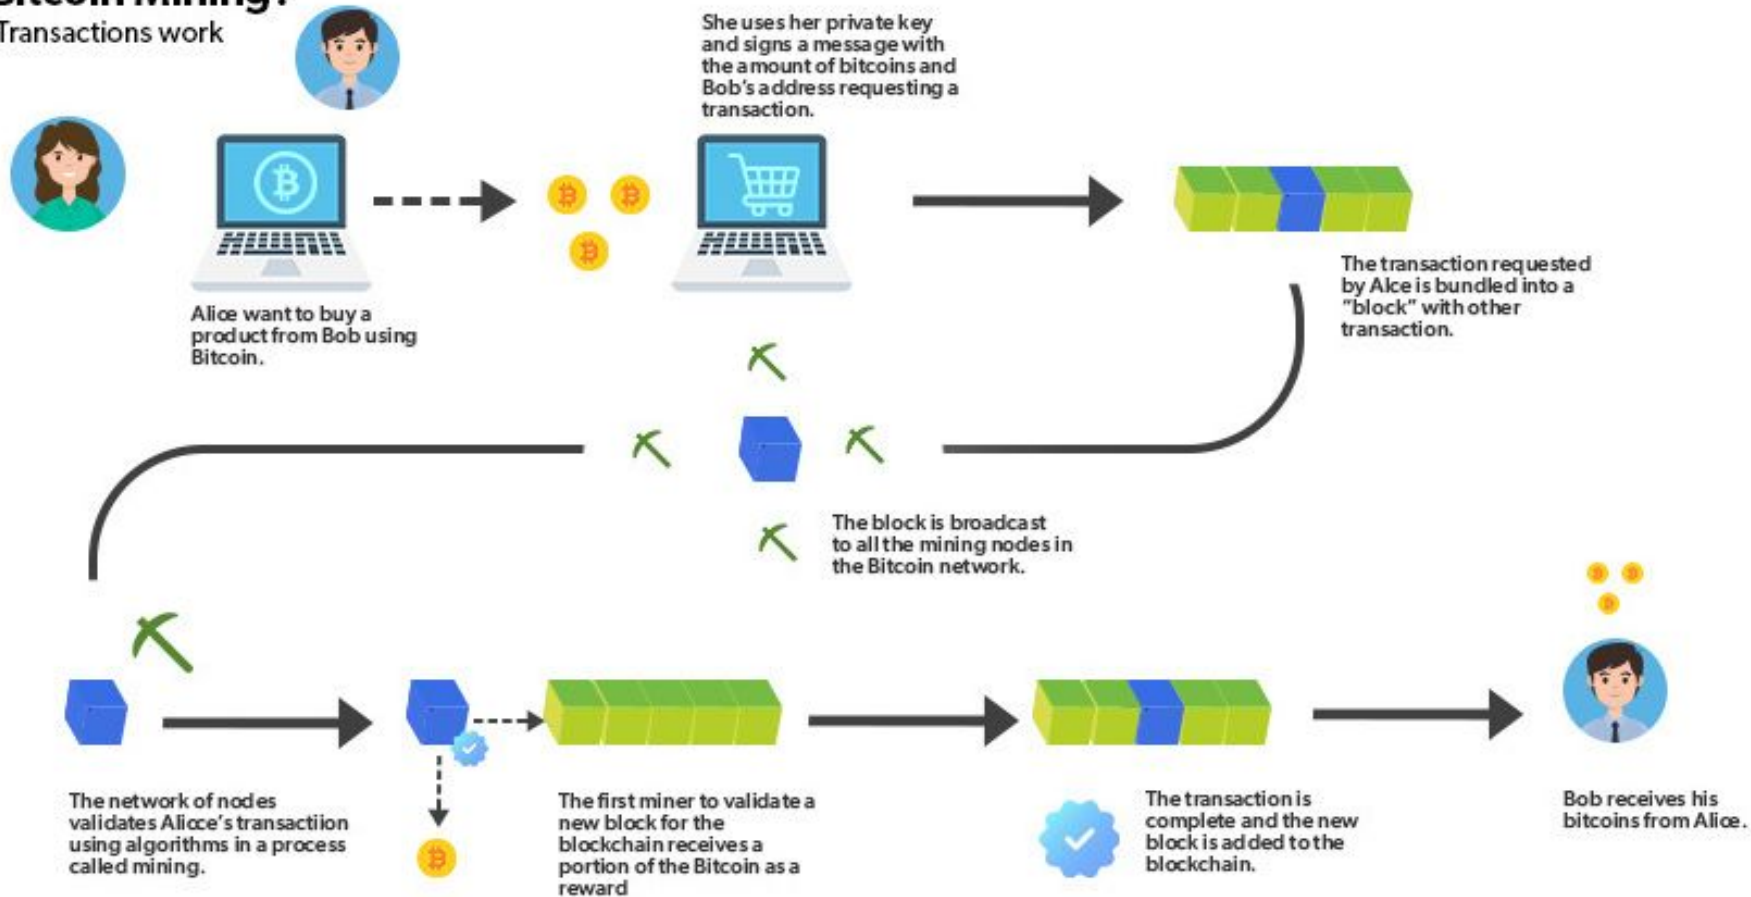 Bitcoin Mining?
Transactions work
She uses her private key
and signs a message with
the amount of bitcoins and
Bob's address requesting a
transaction.
Alice want to buy a
product from Bob using
Bitcoin.
The transaction requested
by Alce is bundled into a
"block" with other
transaction.
The block is broadcast
to all the mining nodes in
the Bitcoin network.
The network of nodes
validates Alicce's transactiion
using algorithms in a process
called mining.
The first miner to validate a
new block for the
blockchain receives a
portion of the Bitcoin as a
reward
The transaction is
complete and the new
block is added to the
blockchain.
Bob receives his
bitcoins from Alice.